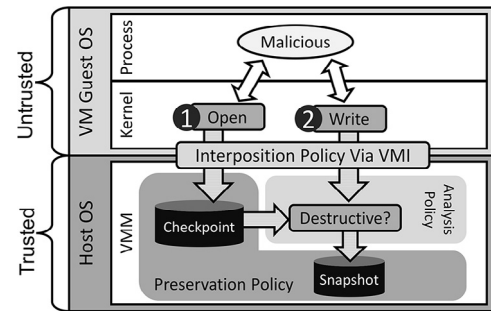 Untrusted
VM Guest OS
Process
Malicious
Kernel
1 Open
2 Write
Interposition Policy Via VMI
Trusted
Host OS
VMM
Checkpoint
Destructive?
Analysis
Policy
Snapshot
Preservation Policy